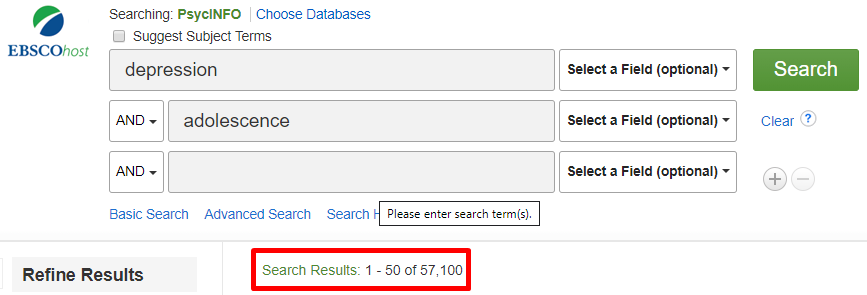 Searching: PsycINFO | Choose Databases
Suggest Subject Terms
EBSCOhost
depression Select a Field (optional) Search
AND adolescence Select a Field (optional) Clear ?
AND Select a Field (optional)
Basic Search Advanced Search Search H Please enter search term(s).
Refine Results Search Results: 1 - 50 of 57,100